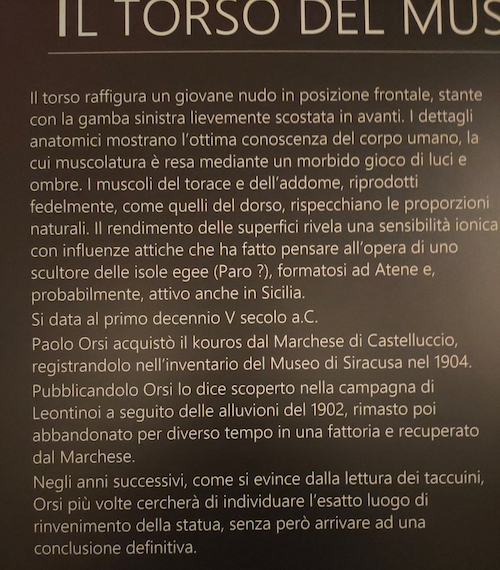 IL TORSO DEL MUS
Il torso raffigura un giovane nudo in posizione frontale, stante
con la gamba sinistra lievemente scostata in avanti. I dettagli
anatomici mostrano l'ottima conoscenza del corpo umano, la
cui muscolatura è resa mediante un morbido gioco di luci e
ombre. I muscoli del torace e dell'addome, riprodotti
fedelmente, come quelli del dorso, rispecchiano le proporzioni
naturali. Il rendimento delle superfici rivela una sensibilità ionica
con influenze attiche che ha fatto pensare all'opera di uno
scultore delle isole egee (Paro ?), formatosi ad Atene e,
probabilmente, attivo anche in Sicilia.
Si data al primo decennio V secolo a.C.
Paolo Orsi acquistò il kouros dal Marchese di Castelluccio,
registrandolo nell'inventario del Museo di Siracusa nel 1904.
Pubblicandolo Orsi lo dice scoperto nella campagna di
Leontinoi a seguito delle alluvioni del 1902, rimasto poi
abbandonato per diverso tempo in una fattoria e recuperato
dal Marchese.
Negli anni successivi, come si evince dalla lettura dei taccuini,
Orsi più volte cercherà di individuare l'esatto luogo di
rinvenimento della statua, senza però arrivare ad una
conclusione definitiva.